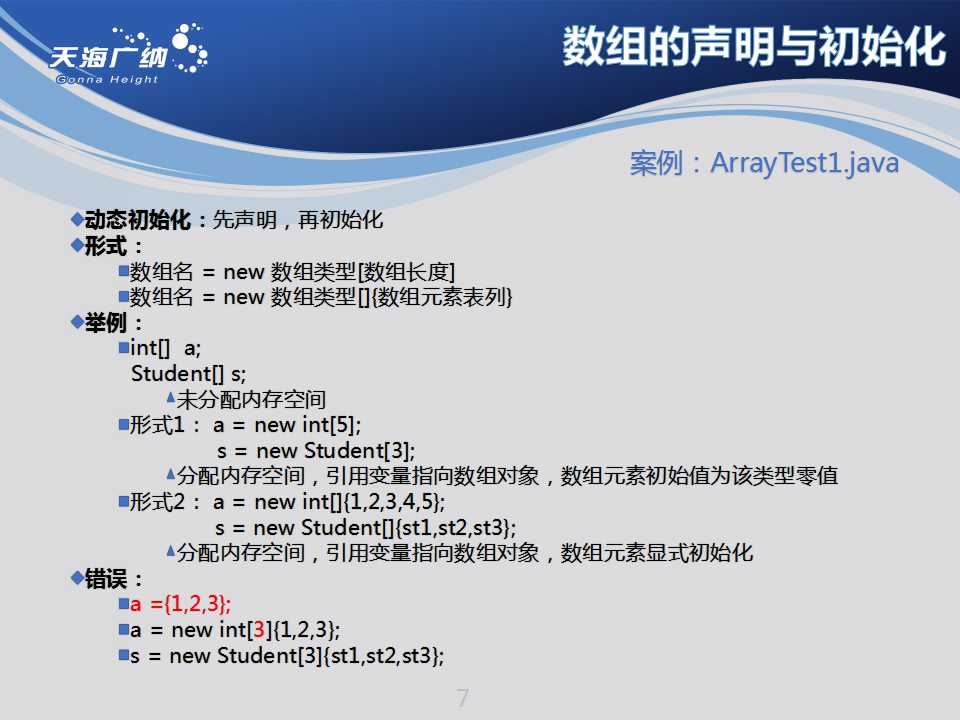 天海广纳
Gonna Height
数组的声明与初始化
案例：ArrayTest1.java
动态初始化：先声明，再初始化
形式：
数组名 = new 数组类型[数组长度]
数组名 = new 数组类型[]{数组元素表列}
举例：
int[]  a;
Student[] s;
未分配内存空间
形式1： a = new int[5];
s = new Student[3];
分配内存空间，引用变量指向数组对象，数组元素初始值为该类型零值
形式2： a = new int[]{1,2,3,4,5};
s = new Student[]{st1,st2,st3};
分配内存空间，引用变量指向数组对象，数组元素显式初始化
错误：
a ={1,2,3};
a = new int[3]{1,2,3};
s = new Student[3]{st1,st2,st3};
7